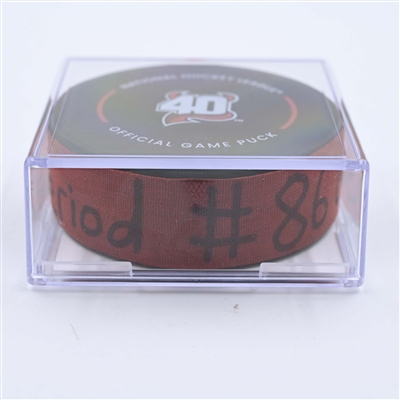 NATIONAL HOCKEY LEAGUE
40
OFFICIAL GAME PUCK
riod # 86